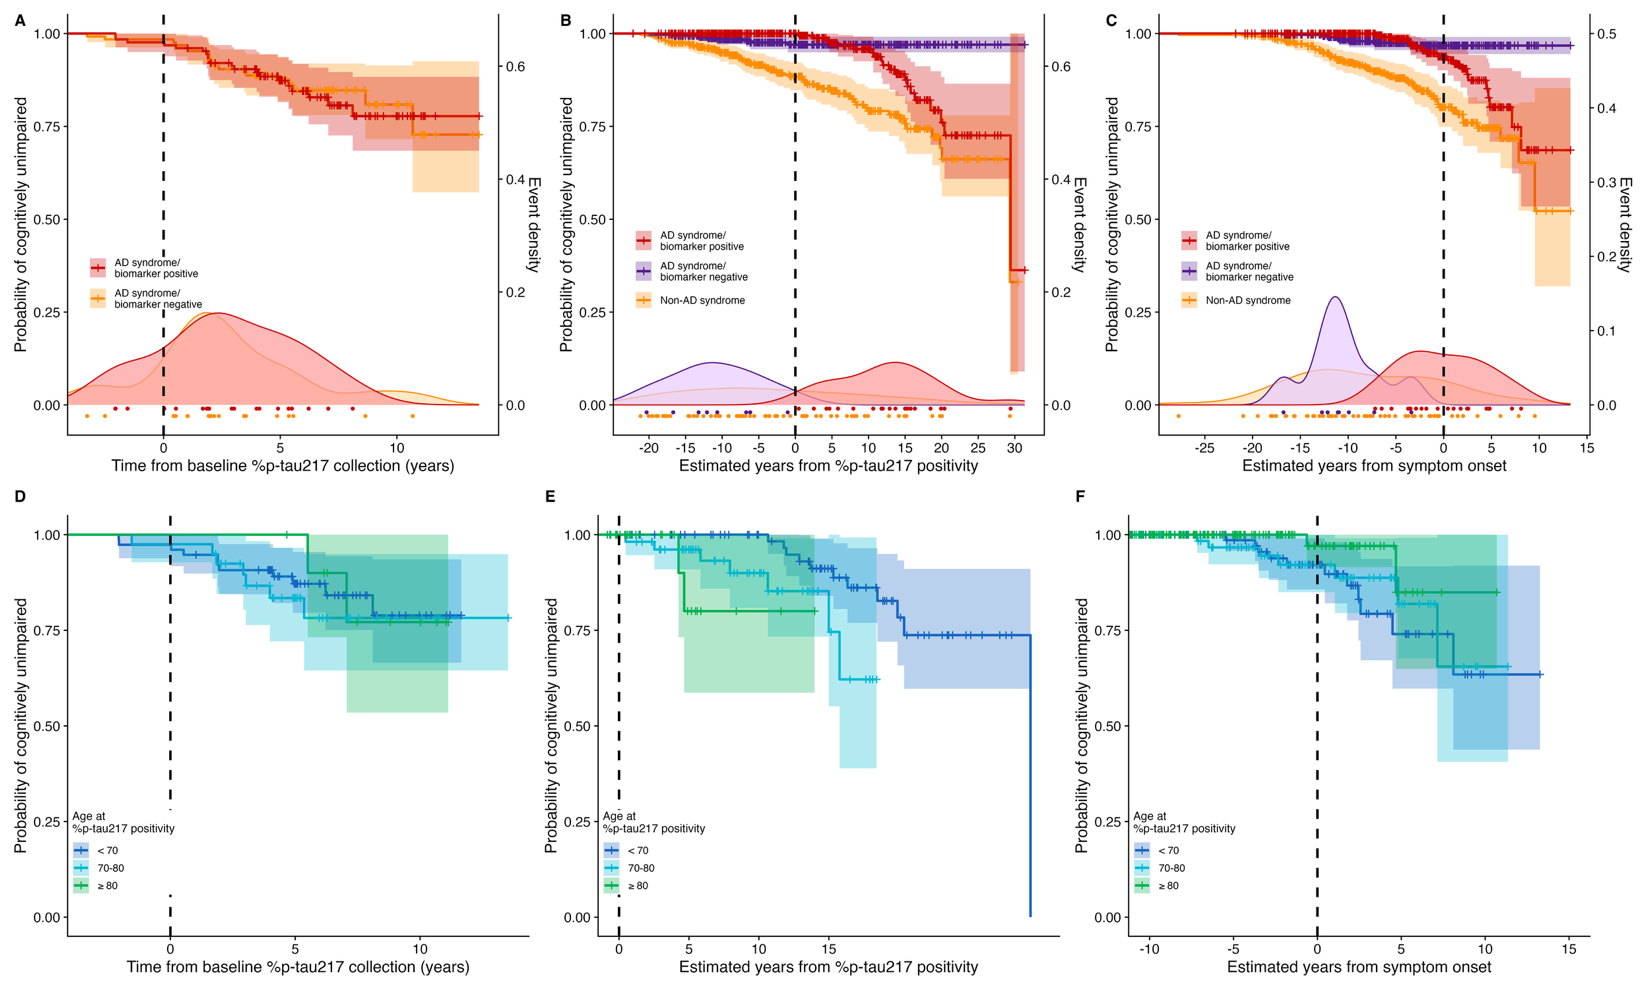 A
Probability of cognitively unimpaired
1.00
0.75
0.50
0.25
0.00
0.6
0.4
0.2
0.0
Event density
AD syndrome/
biomarker positive
AD syndrome/
biomarker negative
0 5 10
Time from baseline %p-tau217 collection (years)
B
Probability of cognitively unimpaired
1.00
0.75
0.50
0.25
0.00
0.6
0.4
0.2
0.0
Event density
AD syndrome/
biomarker positive
AD syndrome/
biomarker negative
Non-AD syndrome
-20 -15 -10 -5 0 5 10 15 20 25 30
Estimated years from %p-tau217 positivity
C
Probability of cognitively unimpaired
1.00
0.75
0.50
0.25
0.00
0.5
0.4
0.3
0.2
0.1
0.0
Event density
AD syndrome/
biomarker positive
AD syndrome/
biomarker negative
Non-AD syndrome
-25 -20 -15 -10 -5 0 5 10 15
Estimated years from symptom onset
D
Probability of cognitively unimpaired
1.00
0.75
0.50
0.25
0.00
Age at
%p-tau217 positivity
< 70
70-80
≥ 80
0 5 10
Time from baseline %p-tau217 collection (years)
E
Probability of cognitively unimpaired
1.00
0.75
0.50
0.25
0.00
Age at
%p-tau217 positivity
< 70
70-80
≥ 80
0 5 10 15
Estimated years from %p-tau217 positivity
F
Probability of cognitively unimpaired
1.00
0.75
0.50
0.25
0.00
Age at
%p-tau217 positivity
< 70
70-80
≥ 80
-10 -5 0 5 10 15
Estimated years from symptom onset